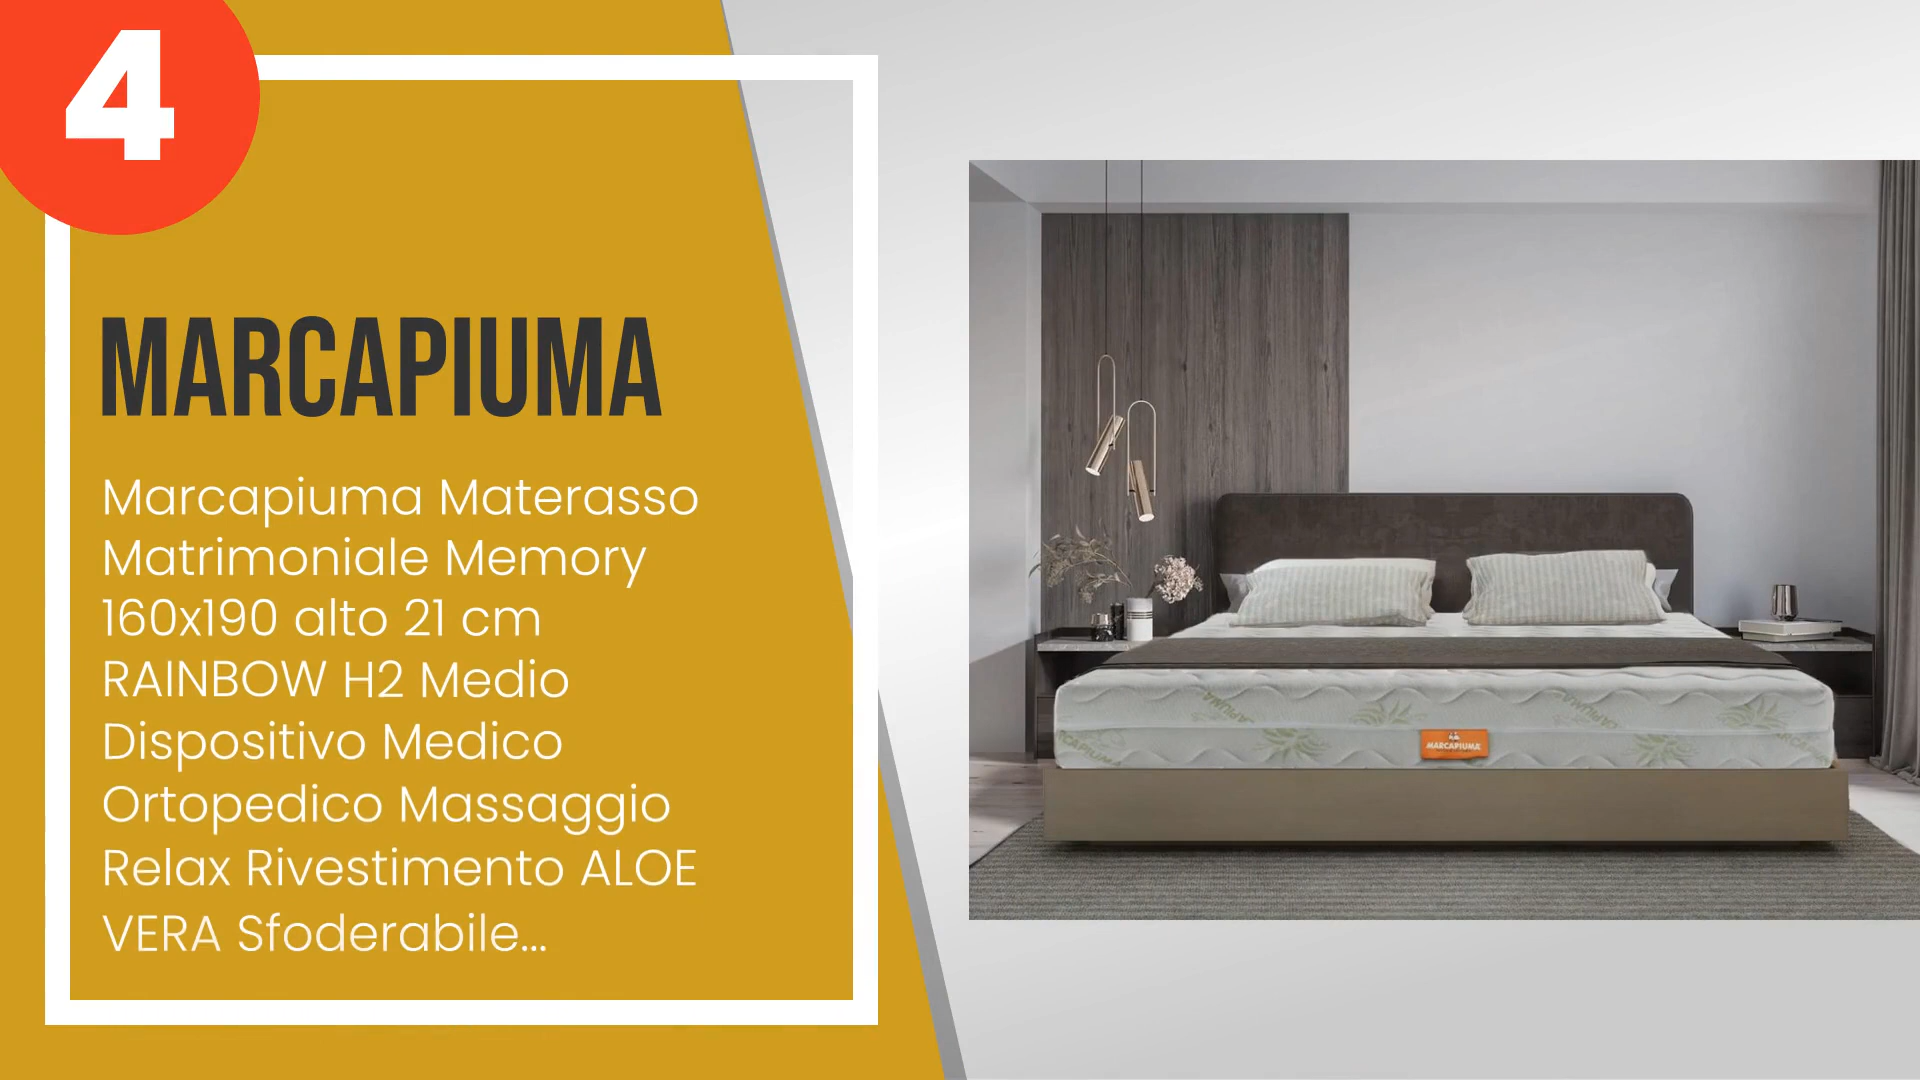 4
MARCAPIUMA
Marcapiuma Materasso
Matrimoniale Memory
160x190 alto 21 cm
RAINBOW H2 Medio
Dispositivo Medico
Ortopedico Massaggio
Relax Rivestimento ALOE
VERA Sfoderabile...
MARCAPIUMA